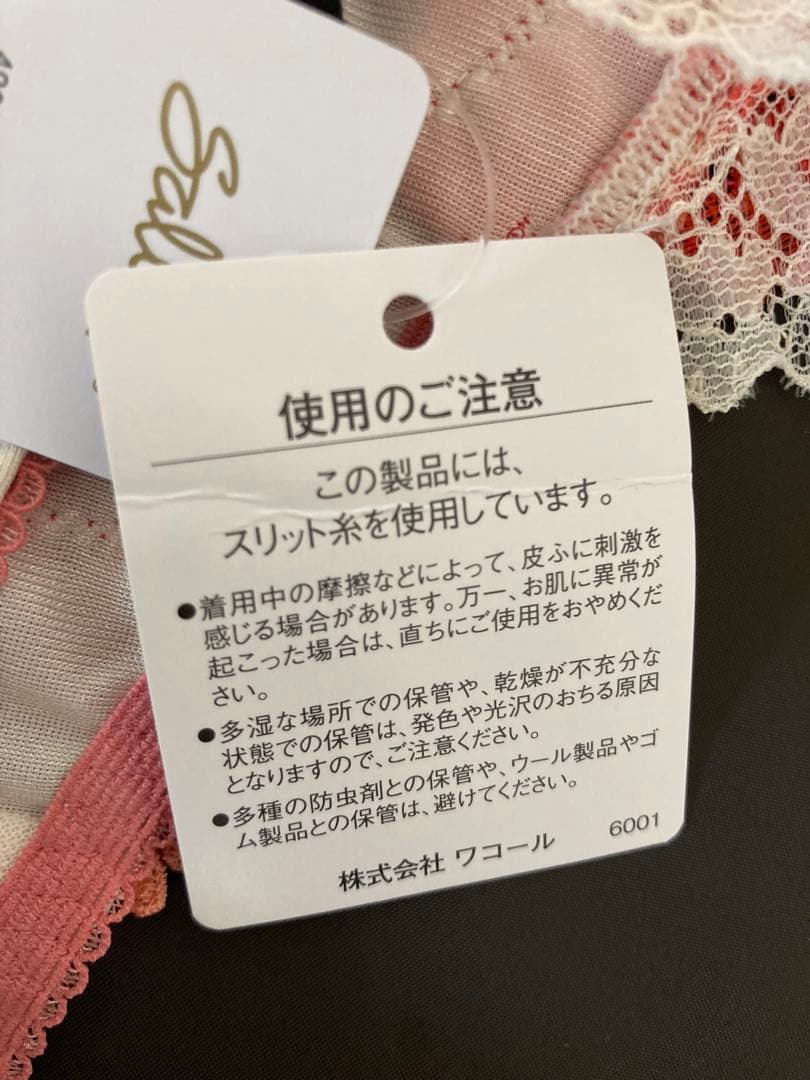 Sal
使用のご注意
この製品には、
スリット糸を使用しています。
●着用中の摩擦などによって、皮ふに刺激を
感じる場合があります。万一、お肌に異常が
起こった場合は、直ちにご使用をおやめくだ
さい。
●多湿な場所での保管や、乾燥が不充分な
状態での保管は、発色や光沢のおちる原因
となりますので、ご注意ください。
●多種の防虫剤との保管や、ウール製品やゴ
ム製品との保管は、避けてください。
株式会社 ワコール
6001